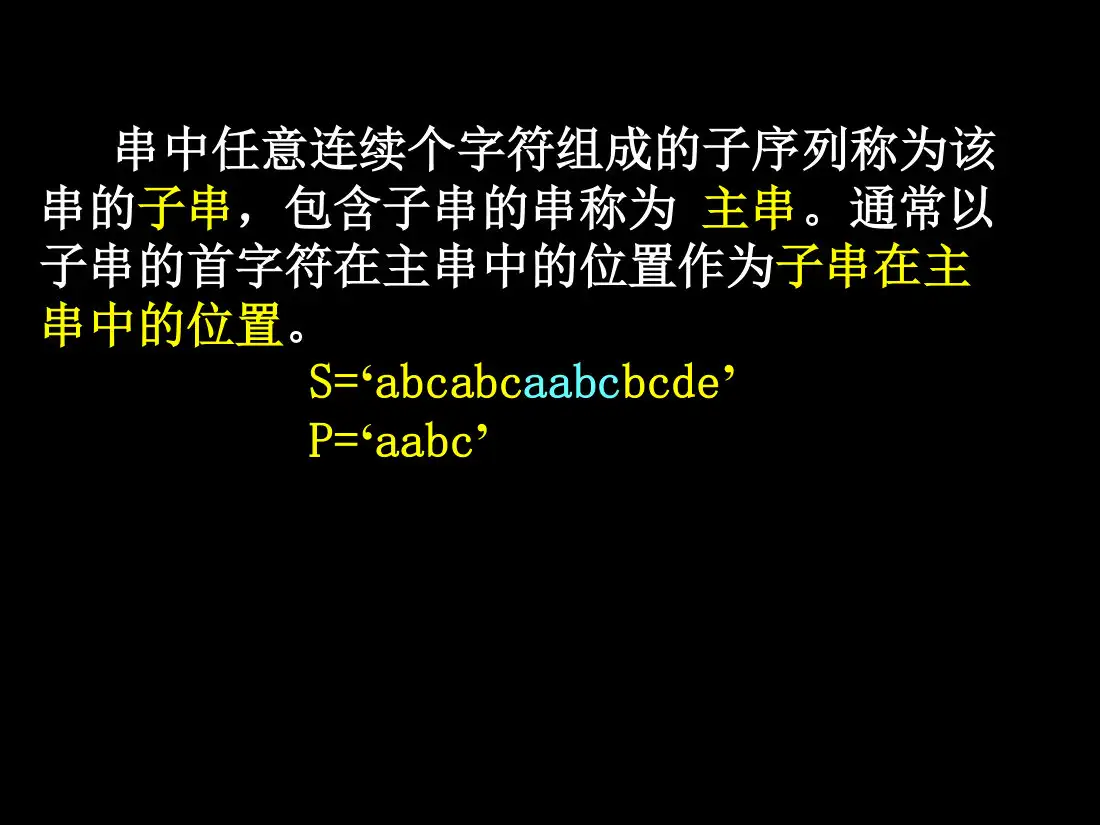 串中任意连续个字符组成的子序列称为该
串的子串，包含子串的串称为 主串。通常以
子串的首字符在主串中的位置作为子串在主
串中的位置。
S=‘abcabcaabcbcde’
P=‘aabc’